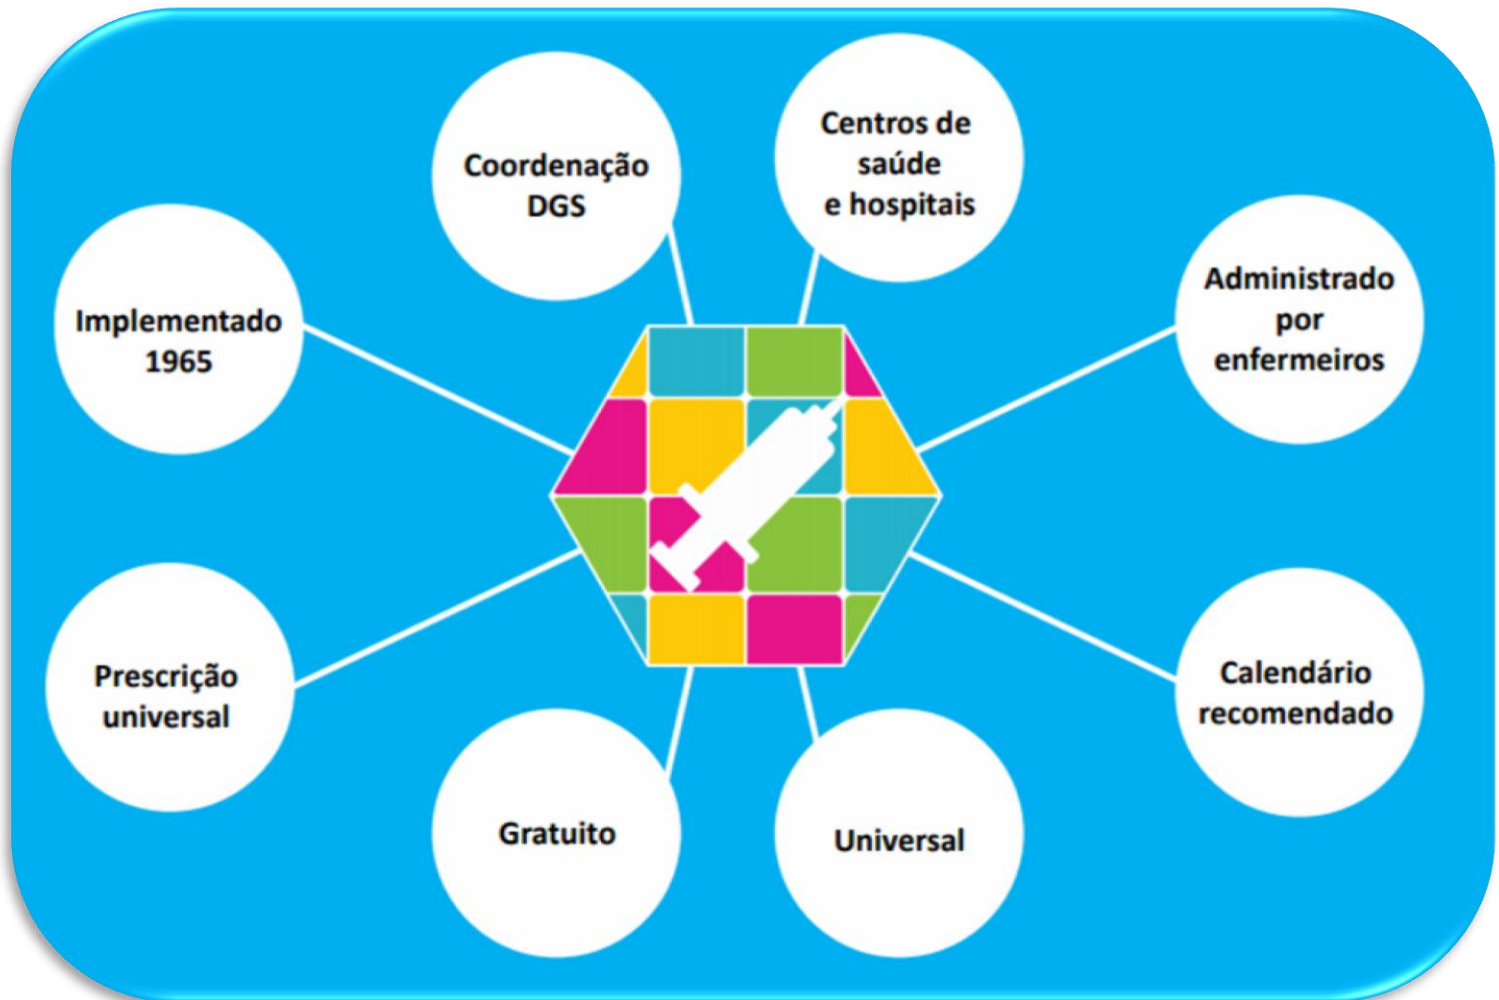 Coordenação
DGS
Centros de
saúde
e hospitais
Implementado
1965
Administrado
por
enfermeiros
Prescrição
universal
Calendário
recomendado
Gratuito
Universal